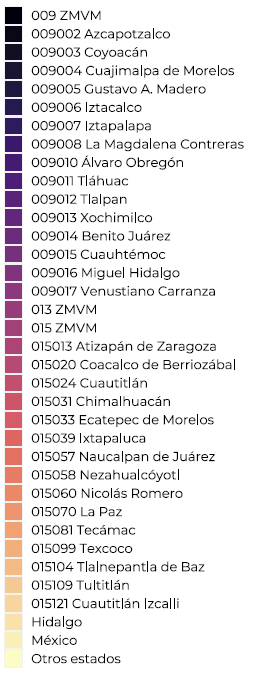 009 ZMVM
009002 Azcapotzalco
009003 Coyoacán
009004 Cuajimalpa de Morelos
009005 Gustavo A. Madero
009006 Iztacalco
009007 Iztapalapa
009008 La Magdalena Contreras
009010 Álvaro Obregón
009011 Tláhuac
009012 Tlalpan
009013 Xochimilco
009014 Benito Juárez
009015 Cuauhtémoc
009016 Miguel Hidalgo
009017 Venustiano Carranza
013 ZMVM
015 ZMVM
015013 Atizapán de Zaragoza
015020 Coacalco de Berriozábal
015024 Cuautitlán
015031 Chimalhuacán
015033 Ecatepec de Morelos
015039 Ixtapaluca
015057 Naucalpan de Juárez
015058 Nezahualcóyotl
015060 Nicolás Romero
015070 La Paz
015081 Tecámac
015099 Texcoco
015104 Tlalnepantla de Baz
015109 Tultitlán
015121 Cuautitlán Izcalli
Hidalgo
México
Otros estados